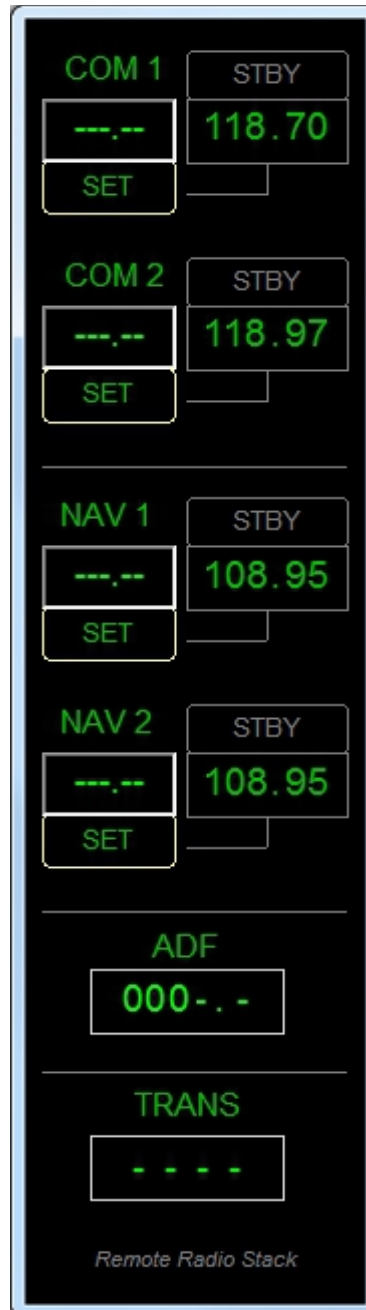 COM 1 STBY
---.-- 118.70
SET
COM 2 STBY
---.-- 118.97
SET
NAV 1 STBY
---.-- 108.95
SET
NAV 2 STBY
---.-- 108.95
SET
ADF
000-.-
TRANS
- - - -
Remote Radio Stack